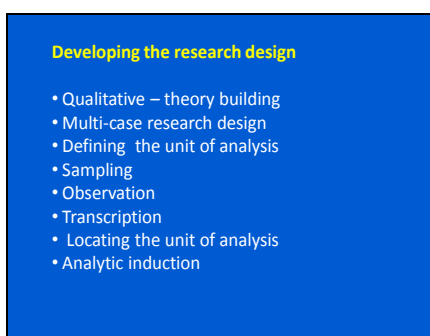 Developing the research design
• Qualitative – theory building
• Multi-case research design
• Defining the unit of analysis
• Sampling
• Observation
• Transcription
• Locating the unit of analysis
• Analytic induction